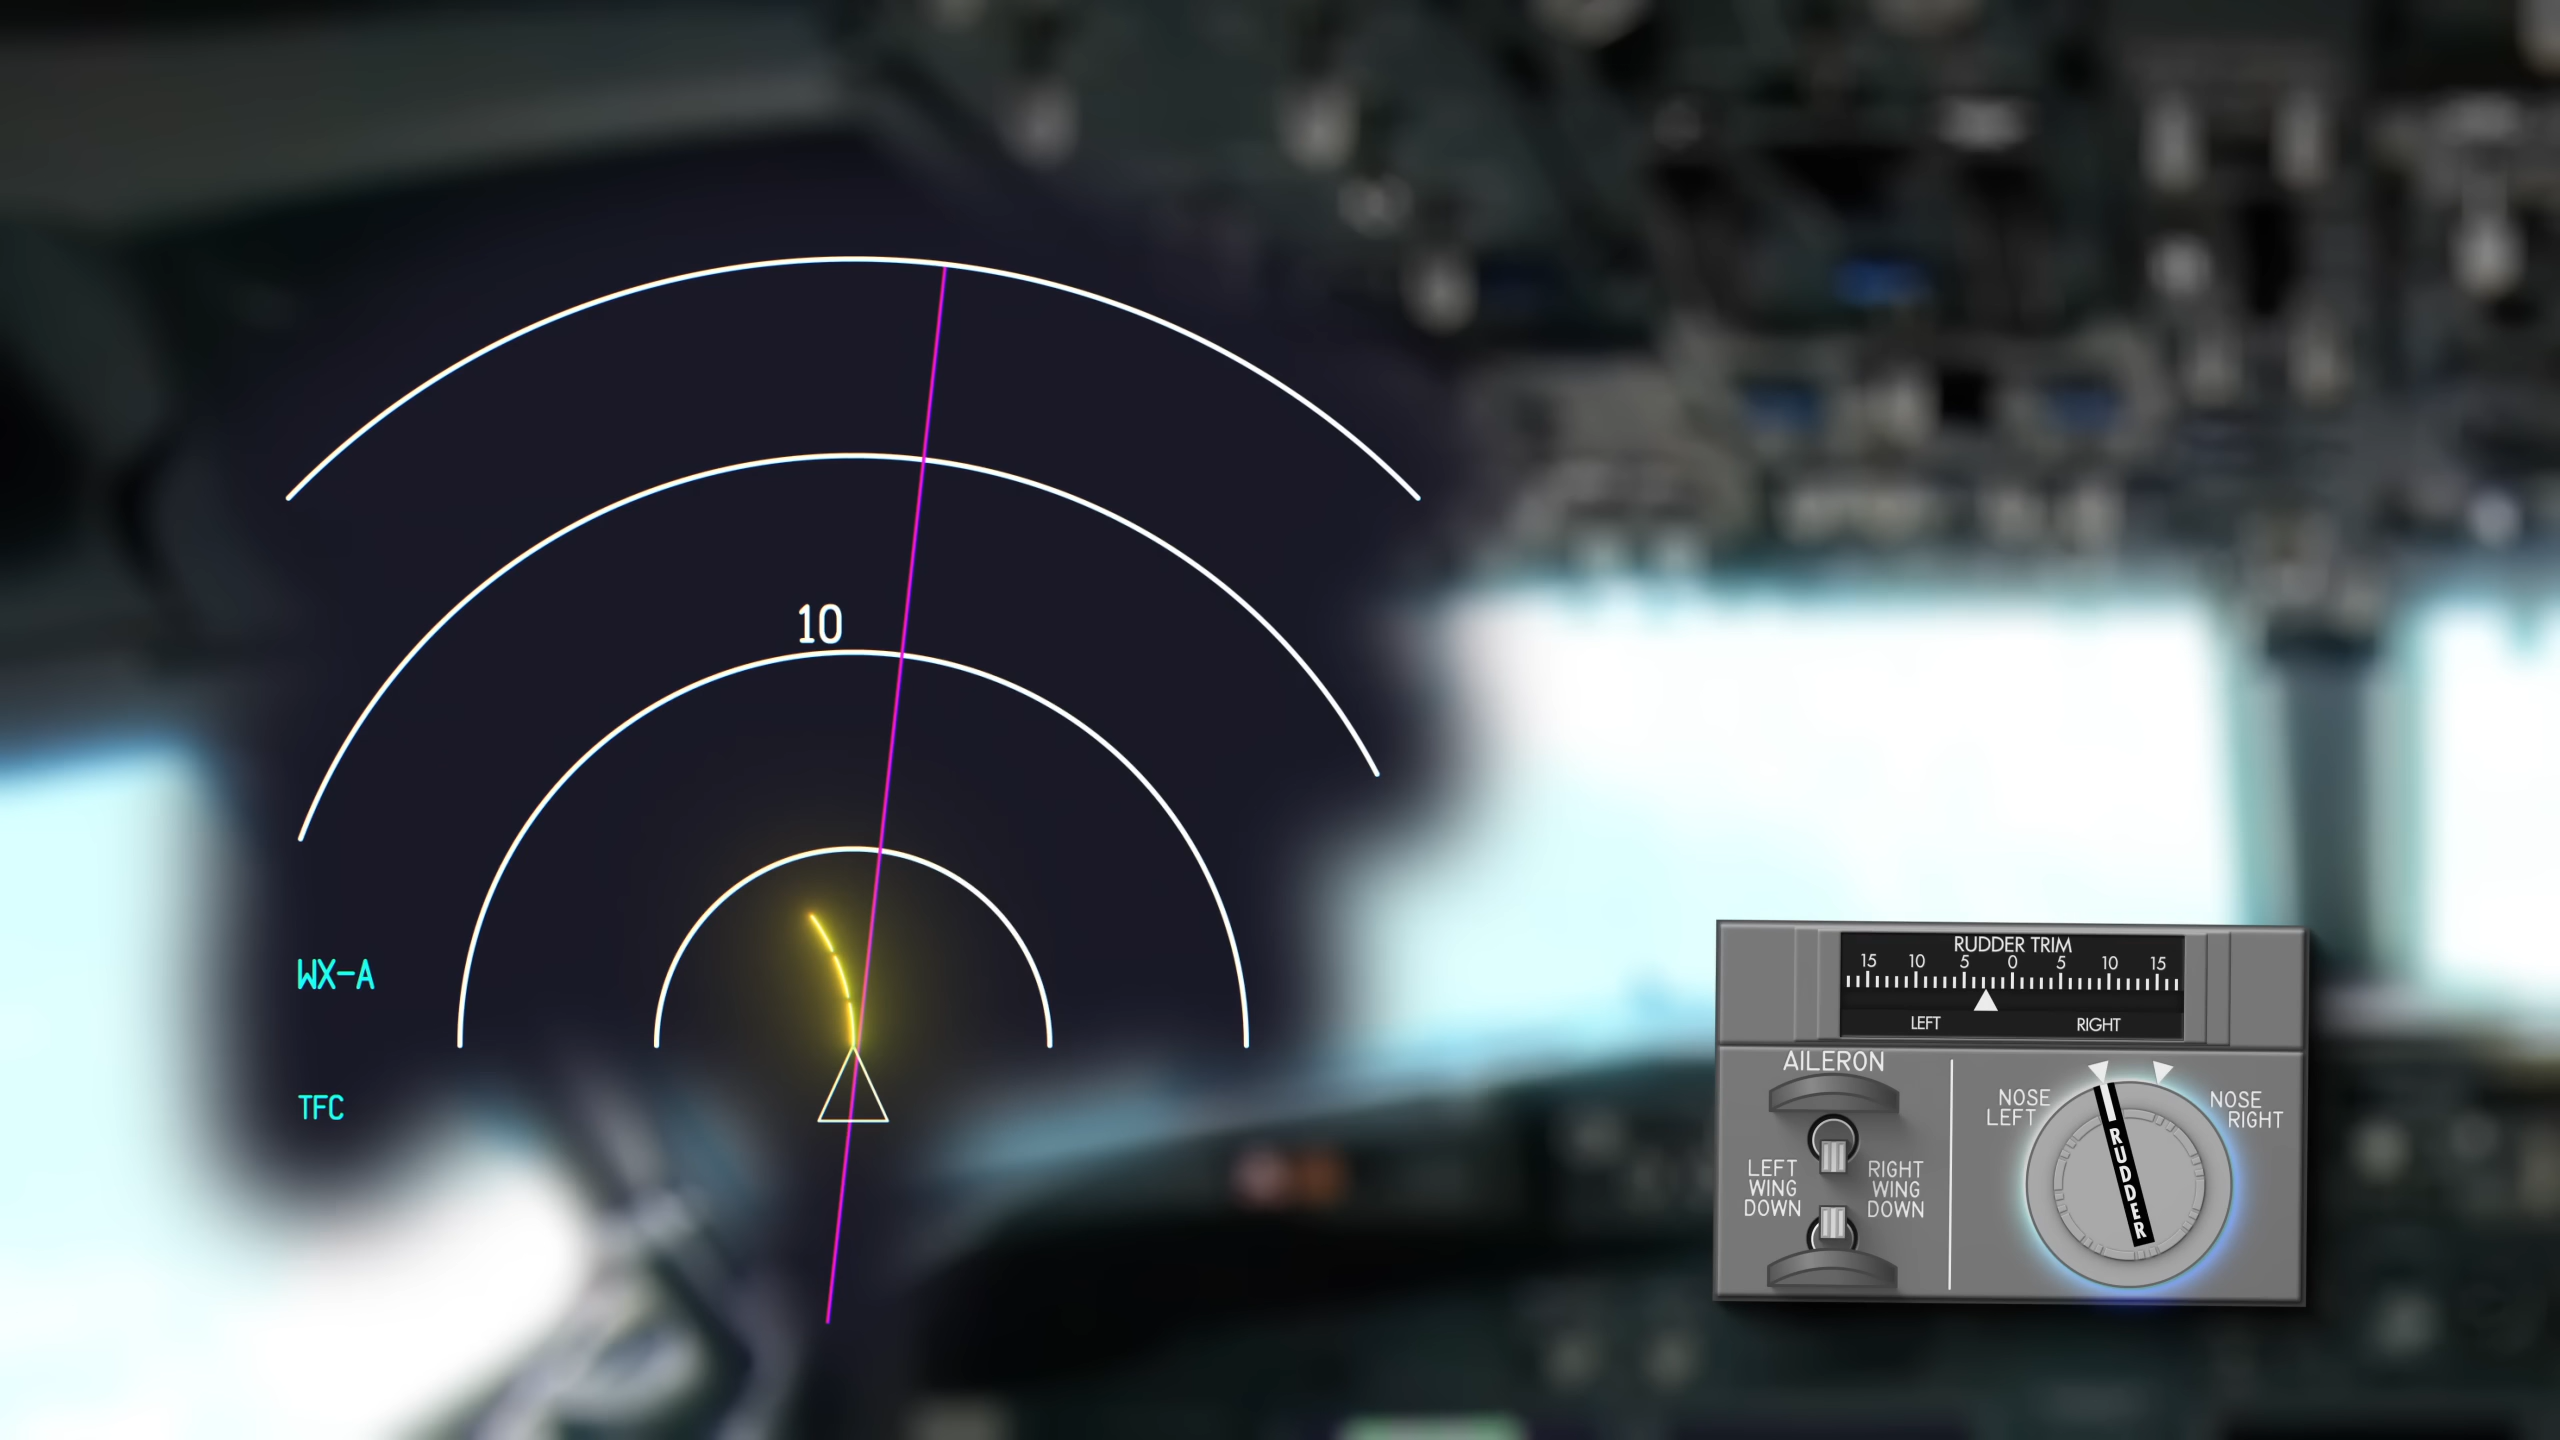 10
WX-A
TFC
RUDDER TRIM
15 10 5 0 5 10 15
LEFT RIGHT
AILERON
LEFT
WING
DOWN
RIGHT
WING
DOWN
NOSE
LEFT
NOSE
RIGHT
RUDDER